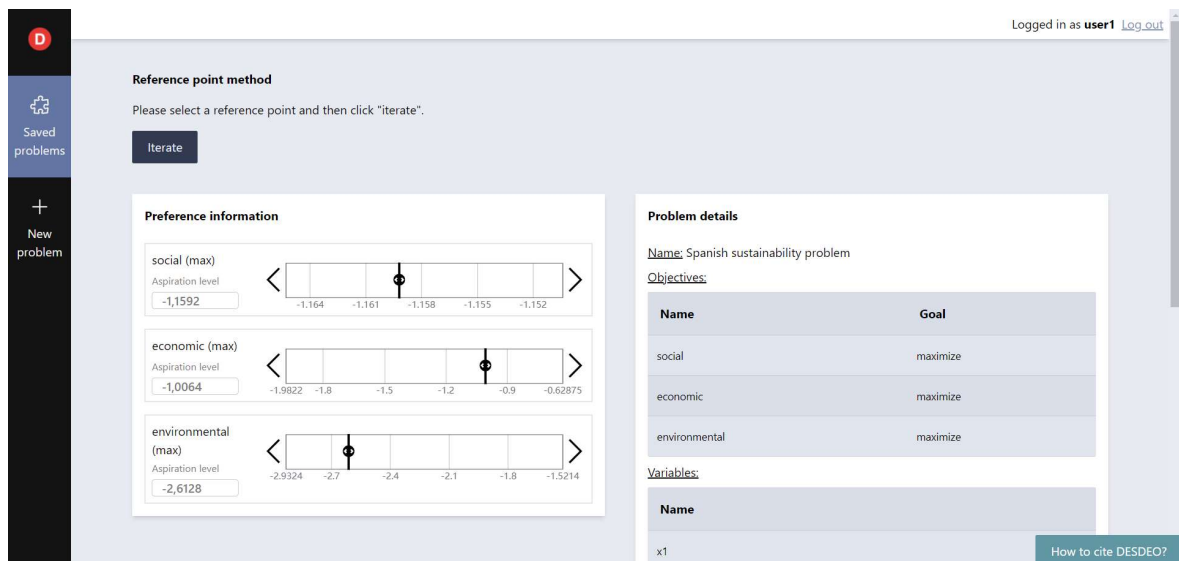 Logged in as user1 Log out
D
Saved
problems
New
problem
Reference point method
Please select a reference point and then click "iterate".
Iterate
Preference information
social (max)
Aspiration level
-1,1592
-1.164 -1.161 -1.158 -1.155 -1.152
economic (max)
Aspiration level
-1,0064
-1.9822 -1.8 -1.5 -1.2 -0.9 -0.62875
environmental
(max)
Aspiration level
-2,6128
-2.9324 -2.7 -2.4 -2.1 -1.8 -1.5214
Problem details
Name: Spanish sustainability problem
Objectives:
Name Goal
social maximize
economic maximize
environmental maximize
Variables:
Name
x1
How to cite DESDEO?